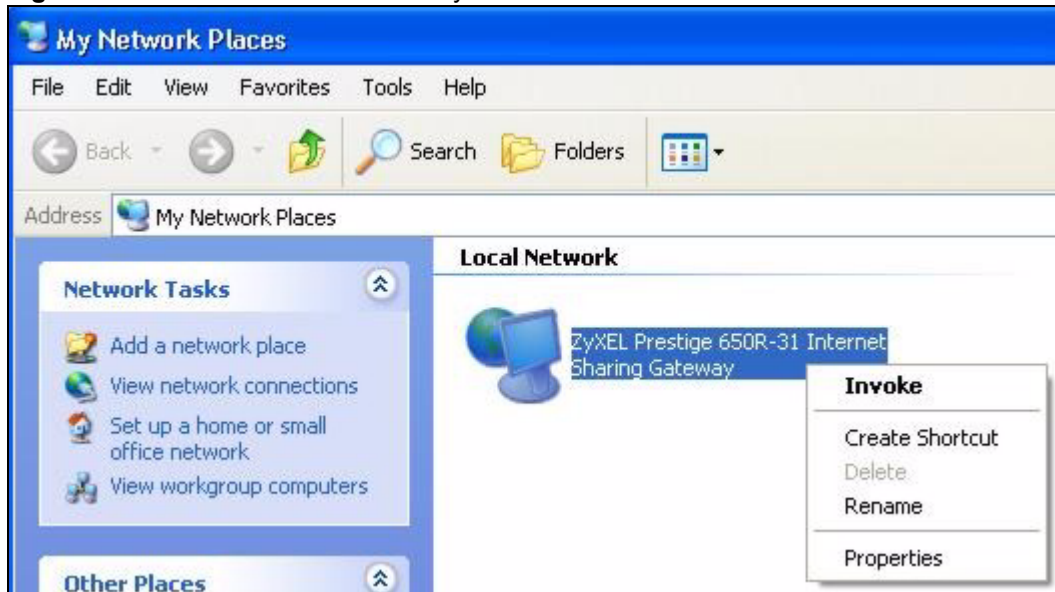 My Network Places
File Edit View Favorites Tools Help
Back Search Folders
Address My Network Places
Network Tasks
Add a network place
View network connections
Set up a home or small
office network
View workgroup computers
Other Places
Local Network
ZyXEL Prestige 650R-31 Internet
Sharing Gateway
Invoke
Create Shortcut
Delete
Rename
Properties